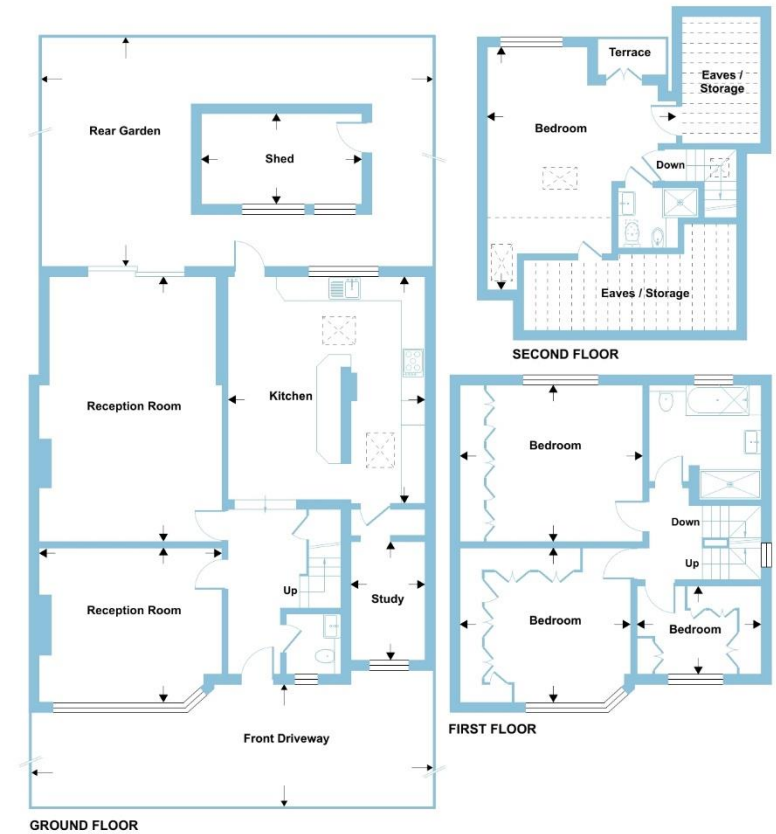 Rear Garden
Shed
Reception Room
Kitchen
Reception Room
Up
Study
Front Driveway
GROUND FLOOR
Terrace
Eaves /
Storage
Bedroom
Down
Eaves / Storage
SECOND FLOOR
Bedroom
Down
Up
Bedroom
Bedroom
FIRST FLOOR